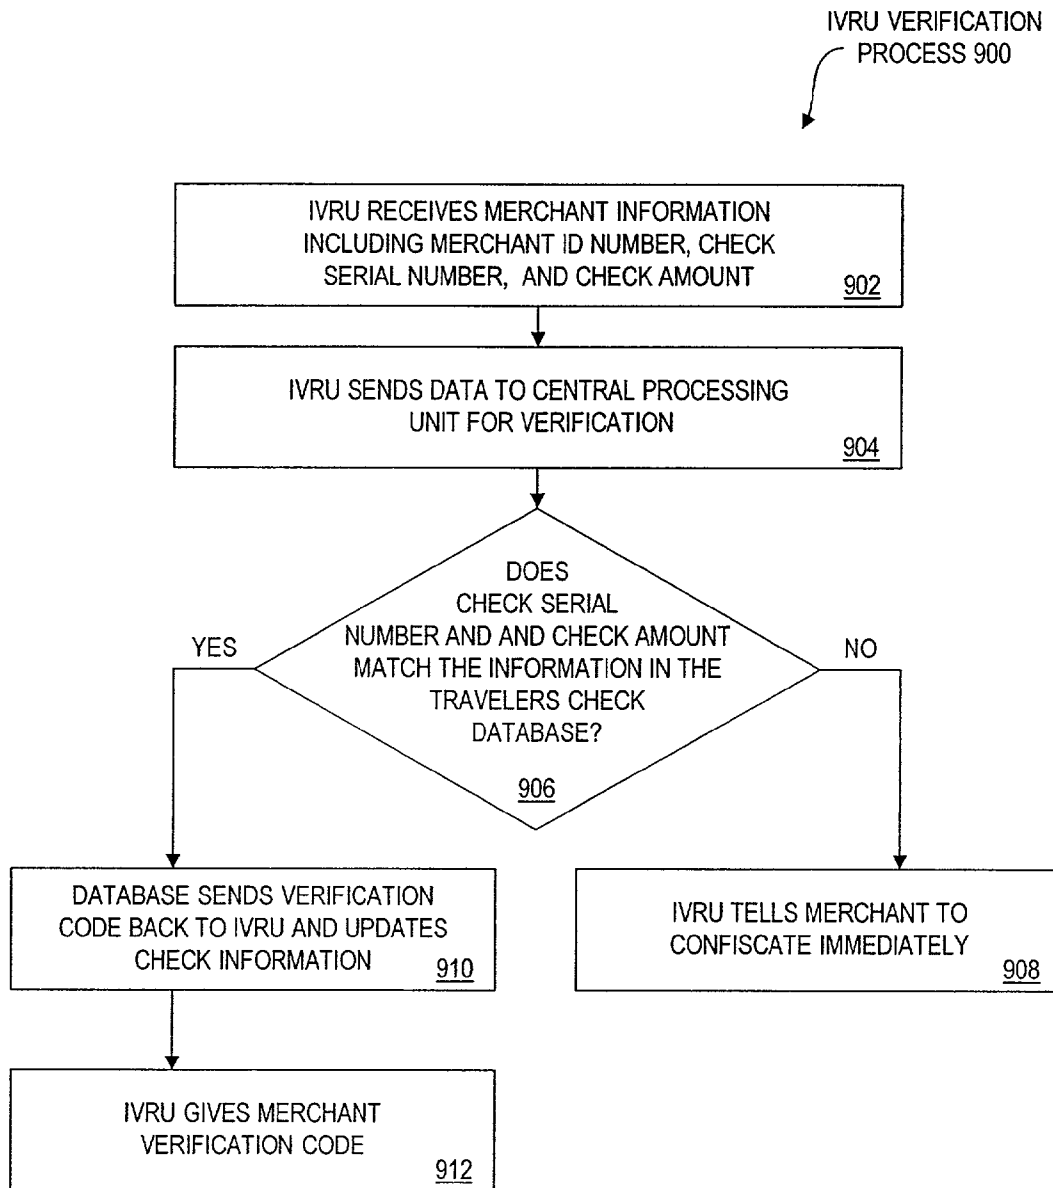 IVRU VERIFICATION
PROCESS 900
IVRU RECEIVES MERCHANT INFORMATION
INCLUDING MERCHANT ID NUMBER, CHECK
SERIAL NUMBER, AND CHECK AMOUNT
902
IVRU SENDS DATA TO CENTRAL PROCESSING
UNIT FOR VERIFICATION
904
DOES
CHECK SERIAL
NUMBER AND AND CHECK AMOUNT
MATCH THE INFORMATION IN THE
TRAVELERS CHECK
DATABASE?
906
YES
NO
DATABASE SENDS VERIFICATION
CODE BACK TO IVRU AND UPDATES
CHECK INFORMATION
910
IVRU TELLS MERCHANT TO
CONFISCATE IMMEDIATELY
908
IVRU GIVES MERCHANT
VERIFICATION CODE
912